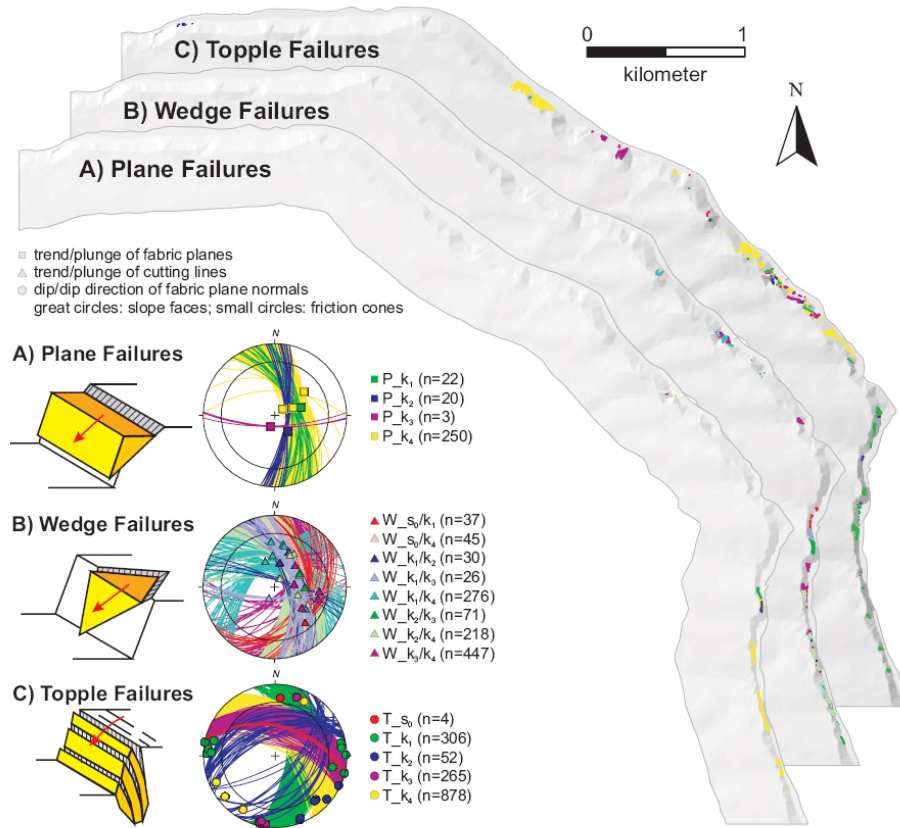 C) Topple Failures
B) Wedge Failures
A) Plane Failures
0 1
kilometer
N
trend/plunge of fabric planes
trend/plunge of cutting lines
dip/dip direction of fabric plane normals
great circles: slope faces; small circles: friction cones
A) Plane Failures
N
P_k₁ (n=22)
P_k₂ (n=20)
P_k₃ (n=3)
P_k₄ (n=250)
B) Wedge Failures
N
W_s₀/k₁ (n=37)
W_s₀/k₄ (n=45)
W_k₁/k₂ (n=30)
W_k₁/k₃ (n=26)
W_k₁/k₄ (n=276)
W_k₂/k₃ (n=71)
W_k₂/k₄ (n=218)
W_k₃/k₄ (n=447)
C) Topple Failures
N
T_s₀ (n=4)
T_k₁ (n=306)
T_k₂ (n=52)
T_k₃ (n=265)
T_k₄ (n=878)